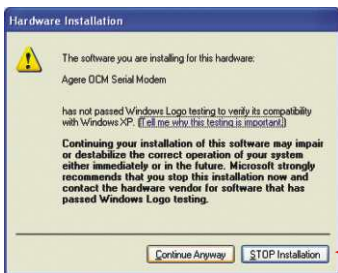 Hardware Installation
The software you are installing for this hardware:
Agere OCM Serial Modem
has not passed Windows Logo testing to verify its compatibility
with Windows XP. (Tell me why this testing is important.)
Continuing your installation of this software may impair
or destabilize the correct operation of your system
either immediately or in the future. Microsoft strongly
recommends that you stop this installation now and
contact the hardware vendor for software that has
passed Windows Logo testing.
Continue Anyway
STOP Installation